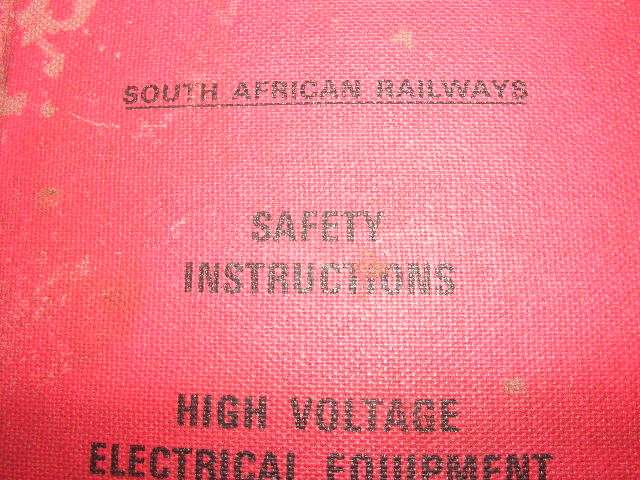 SOUTH AFRICAN RAILWAYS
SAFETY
INSTRUCTIONS
HIGH VOLTAGE
ELECTRICAL EQUIPMENT